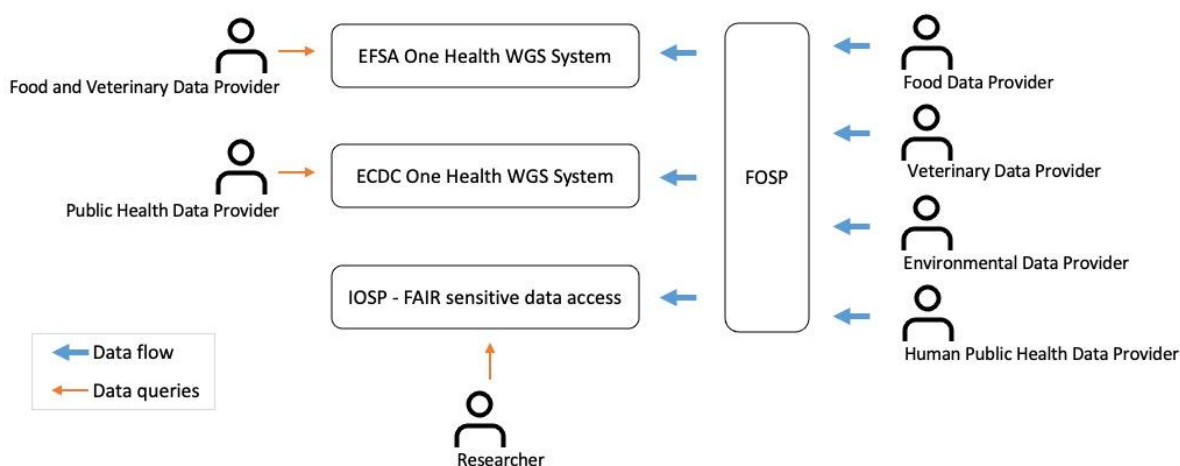 EFSA One Health WGS System
Food and Veterinary Data Provider
Food Data Provider
ECDC One Health WGS System
FOSP
Veterinary Data Provider
Public Health Data Provider
Environmental Data Provider
IOSP - FAIR sensitive data access
Human Public Health Data Provider
Data flow
Data queries
Researcher